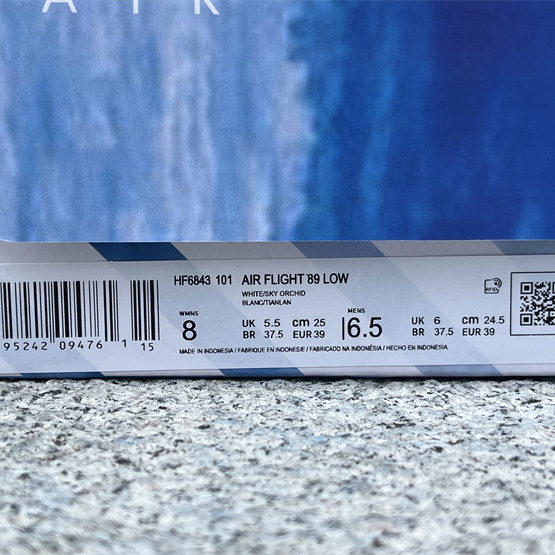 AIR
HF6843 101 AIR FLIGHT '89 LOW
WHITE/SKY ORCHID
BLANC/TIANLAN
WMNS 8 UK 5.5 cm 25 BR 37.5 EUR 39
MENS 6.5 UK 6 cm 24.5 BR 37.5 EUR 39
MADE IN INDONESIA / FABRIQUE EN INDONESIE / FABRICADO NA INDONÉSIA / HECHO EN INDONESIA
RFID
95242 09476 1 15